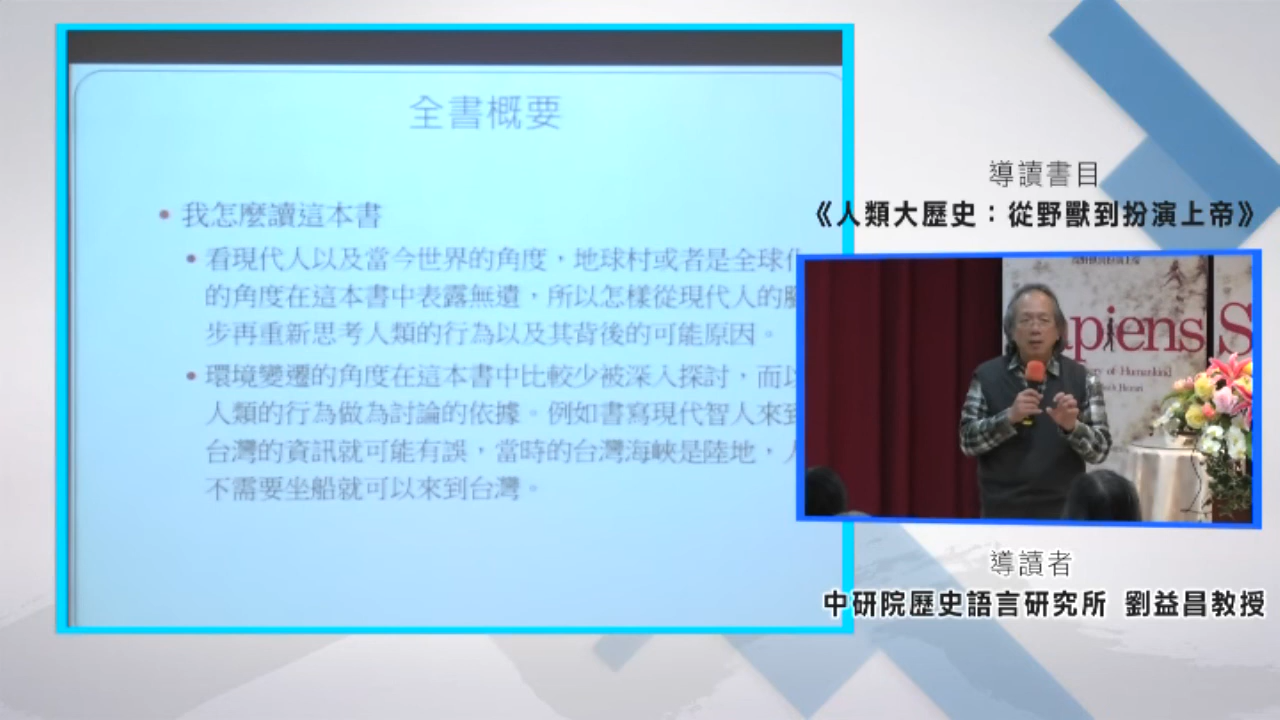 全書概要
我怎麼讀這本書
看現代人以及當今世界的角度，地球村或者是全球化
的角度在這本書中表露無遺，所以怎樣從現代人的腳
步再重新思考人類的行為以及其背後的可能原因。
環境變遷的角度在這本書中比較少被深入探討，而以
人類的行為做為討論的依據。例如書寫現代智人來到
台灣的資訊就可能有誤，當時的台灣海峽是陸地，人
不需要坐船就可以來到台灣。
導讀書目
《人類大歷史：從野獸到扮演上帝》
apiens S
ory of Humankind
導讀者
中研院歷史語言研究所 劉益昌教授